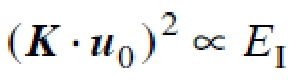 (K · u₀)² ∝ E_I